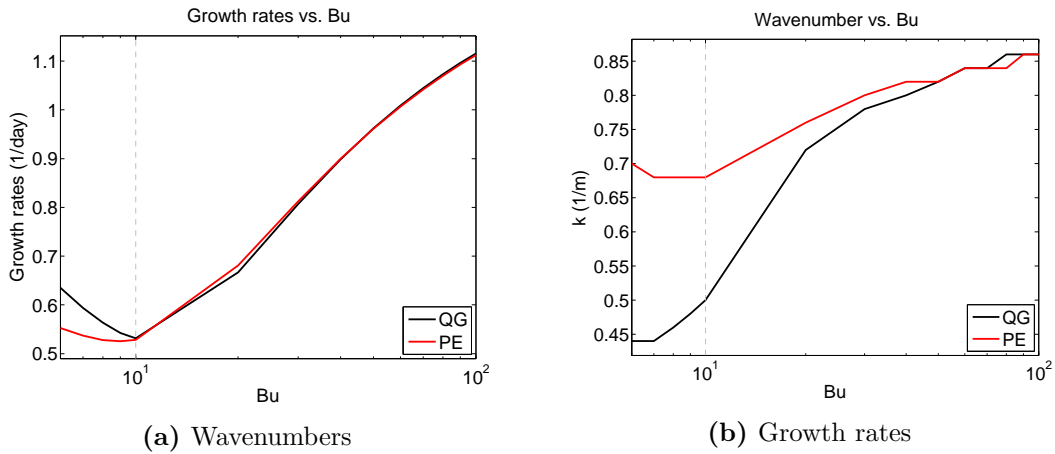 Growth rates vs. Bu
Growth rates (1/day)
1.1
1
0.9
0.8
0.7
0.6
0.5
10^1
10^2
Bu
QG
PE
(a) Wavenumbers
Wavenumber vs. Bu
k (1/m)
0.85
0.8
0.75
0.7
0.65
0.6
0.55
0.5
0.45
10^1
10^2
Bu
QG
PE
(b) Growth rates